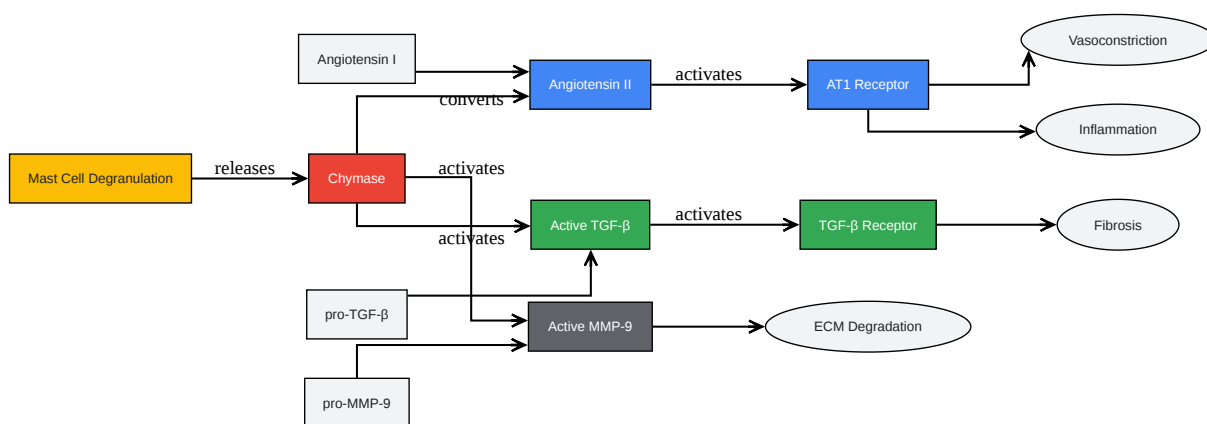 Vasoconstriction
Angiotensin I
Angiotensin II
activates
AT1 Receptor
converts
Inflammation
Mast Cell Degranulation
releases
Chymase
activates
Active TGF-β
activates
TGF-β Receptor
Fibrosis
activates
pro-TGF-β
Active MMP-9
ECM Degradation
pro-MMP-9